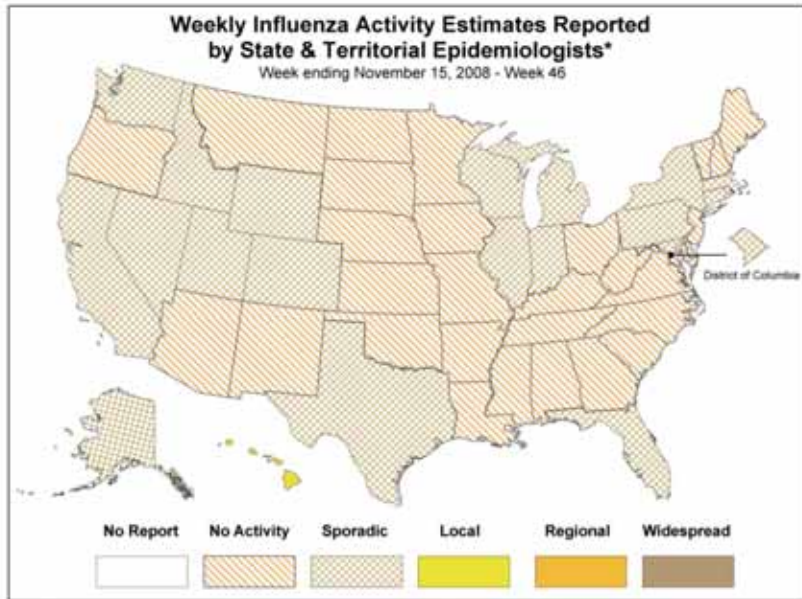 Weekly Influenza Activity Estimates Reported
by State & Territorial Epidemiologists*
Week ending November 15, 2008 - Week 46
District of Columbia
No Report No Activity Sporadic Local Regional Widespread